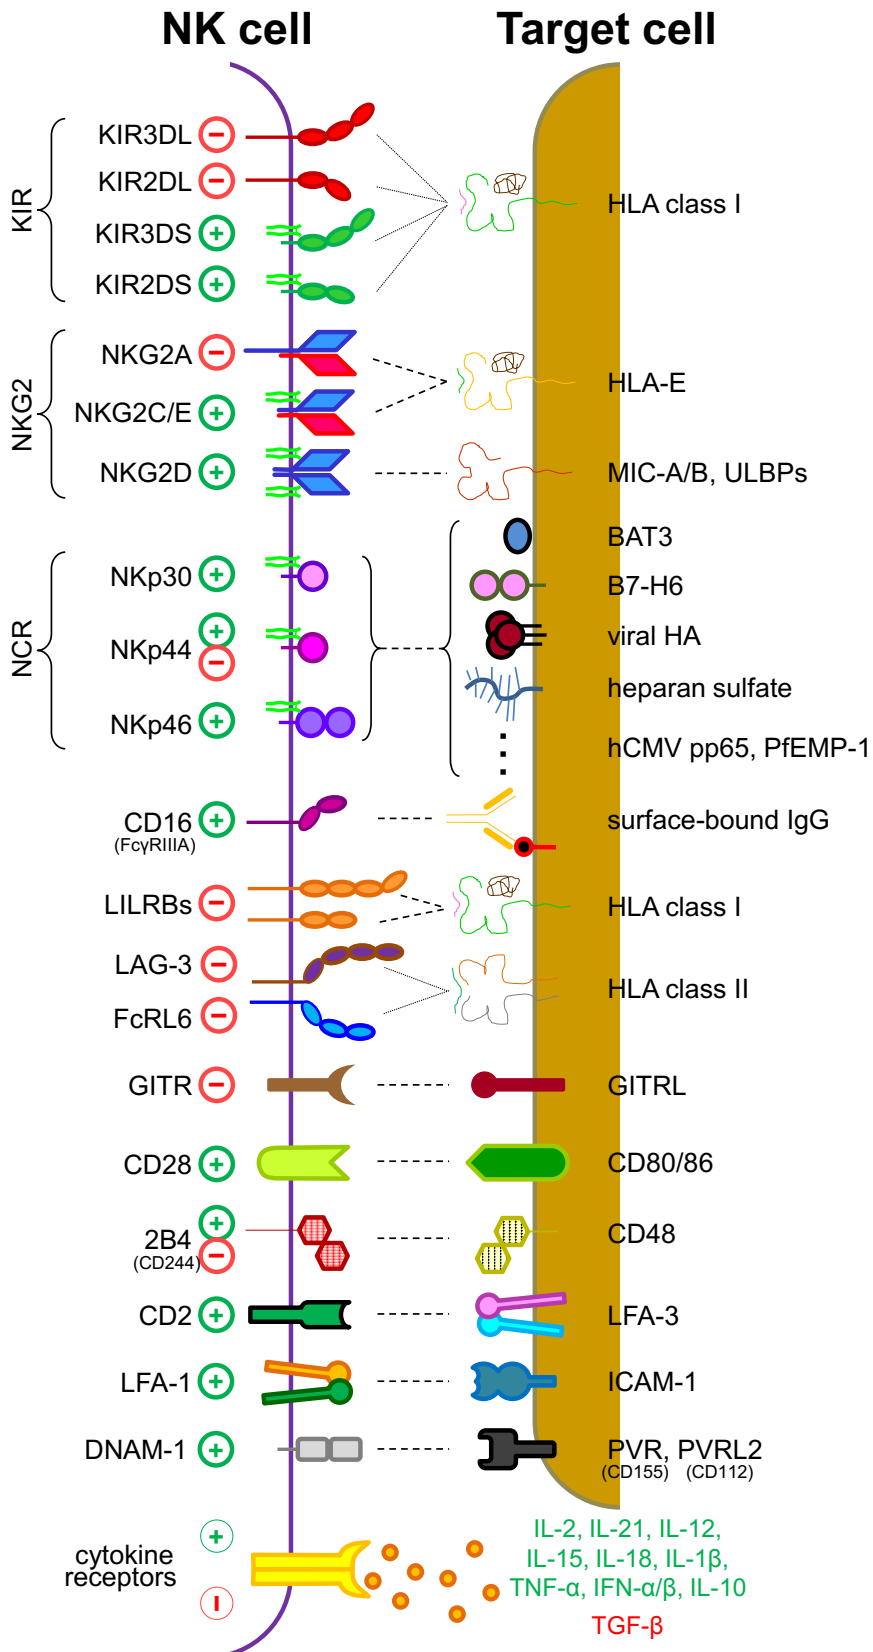 NK cell Target cell
KIR
KIR3DL −
KIR2DL −
KIR3DS +
KIR2DS +
HLA class I
NKG2
NKG2A −
NKG2C/E +
HLA-E
NKG2D +
MIC-A/B, ULBPs
NCR
NKp30 +
NKp44 + −
NKp46 +
BAT3
B7-H6
viral HA
heparan sulfate
hCMV pp65, PfEMP-1
CD16 +
(FcγRIIIA)
surface-bound IgG
LILRBs −
HLA class I
LAG-3 −
FcRL6 −
HLA class II
GITR −
GITRL
CD28 +
CD80/86
2B4 + −
(CD244)
CD48
CD2 +
LFA-3
LFA-1 +
ICAM-1
DNAM-1 +
PVR, PVRL2
(CD155) (CD112)
cytokine
receptors
+
I
IL-2, IL-21, IL-12,
IL-15, IL-18, IL-1β,
TNF-α, IFN-α/β, IL-10
TGF-β